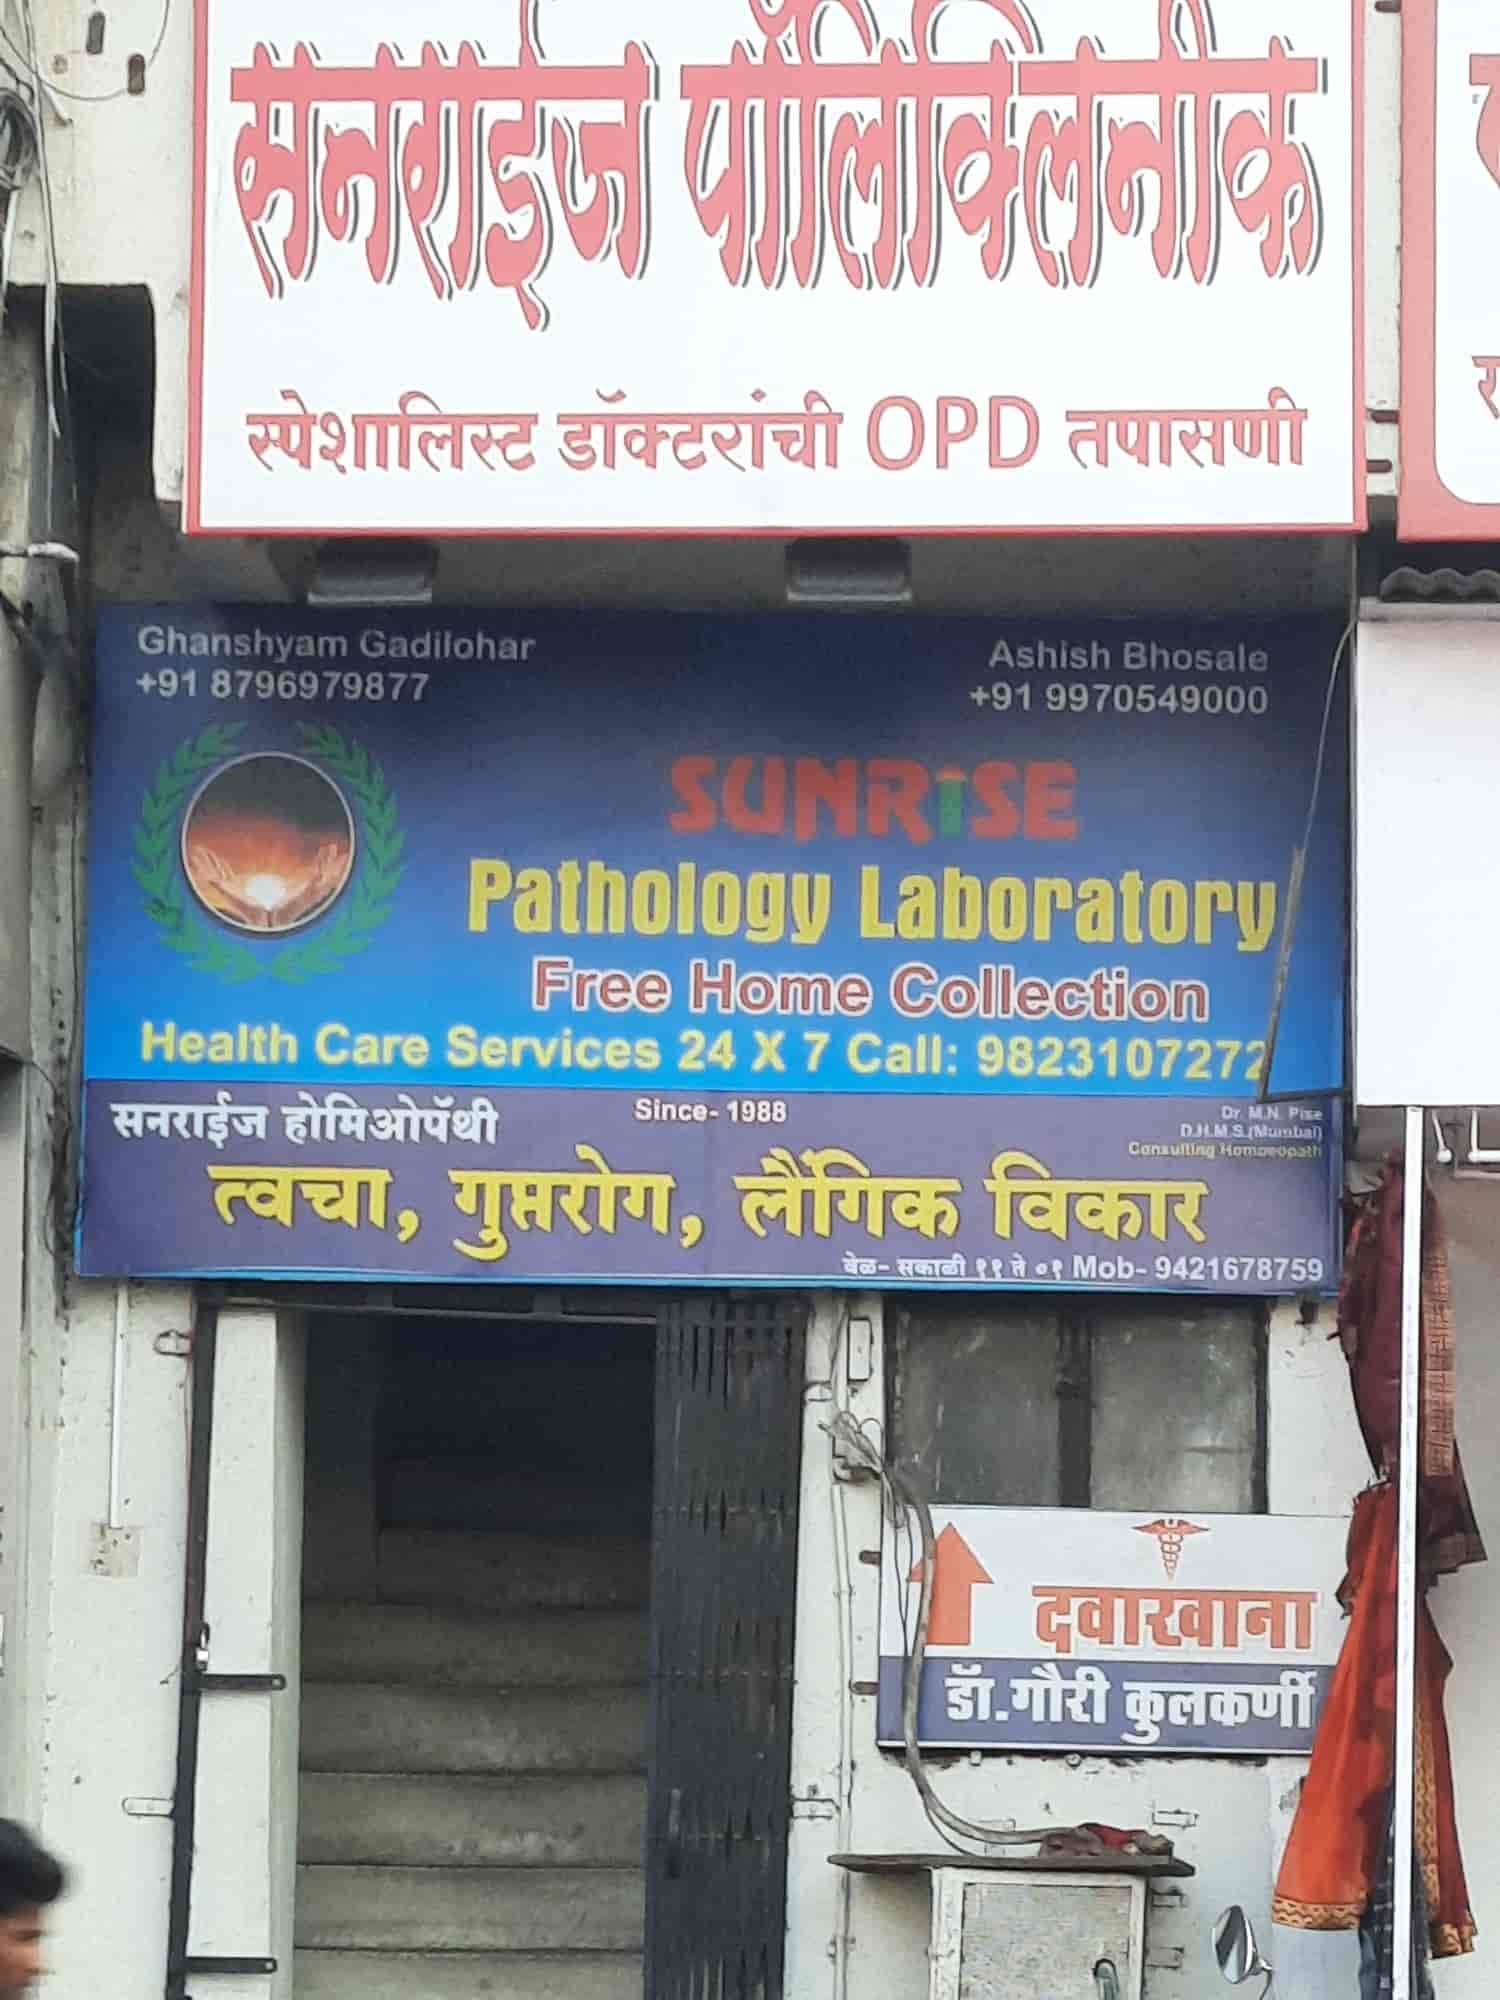 सनराईज पॉलिक्लिनीक
स्पेशालिस्ट डॉक्टरांची OPD तपासणी
Ghanshyam Gadilohar
+91 8796979877
Ashish Bhosale
+91 9970549000
SUNRiSE
Pathology Laboratory
Free Home Collection
Health Care Services 24 X 7 Call: 9823107272
सनराईज होमिओपॅथी
Since- 1988
Dr. M.N. Pise
D.H.M.S.(Mumbai)
Consulting Homoeopath
त्वचा, गुप्तरोग, लैंगिक विकार
वेळ- सकाळी ११ ते ०१ Mob- 9421678759
दवाखाना
डॉ.गौरी कुलकर्णी